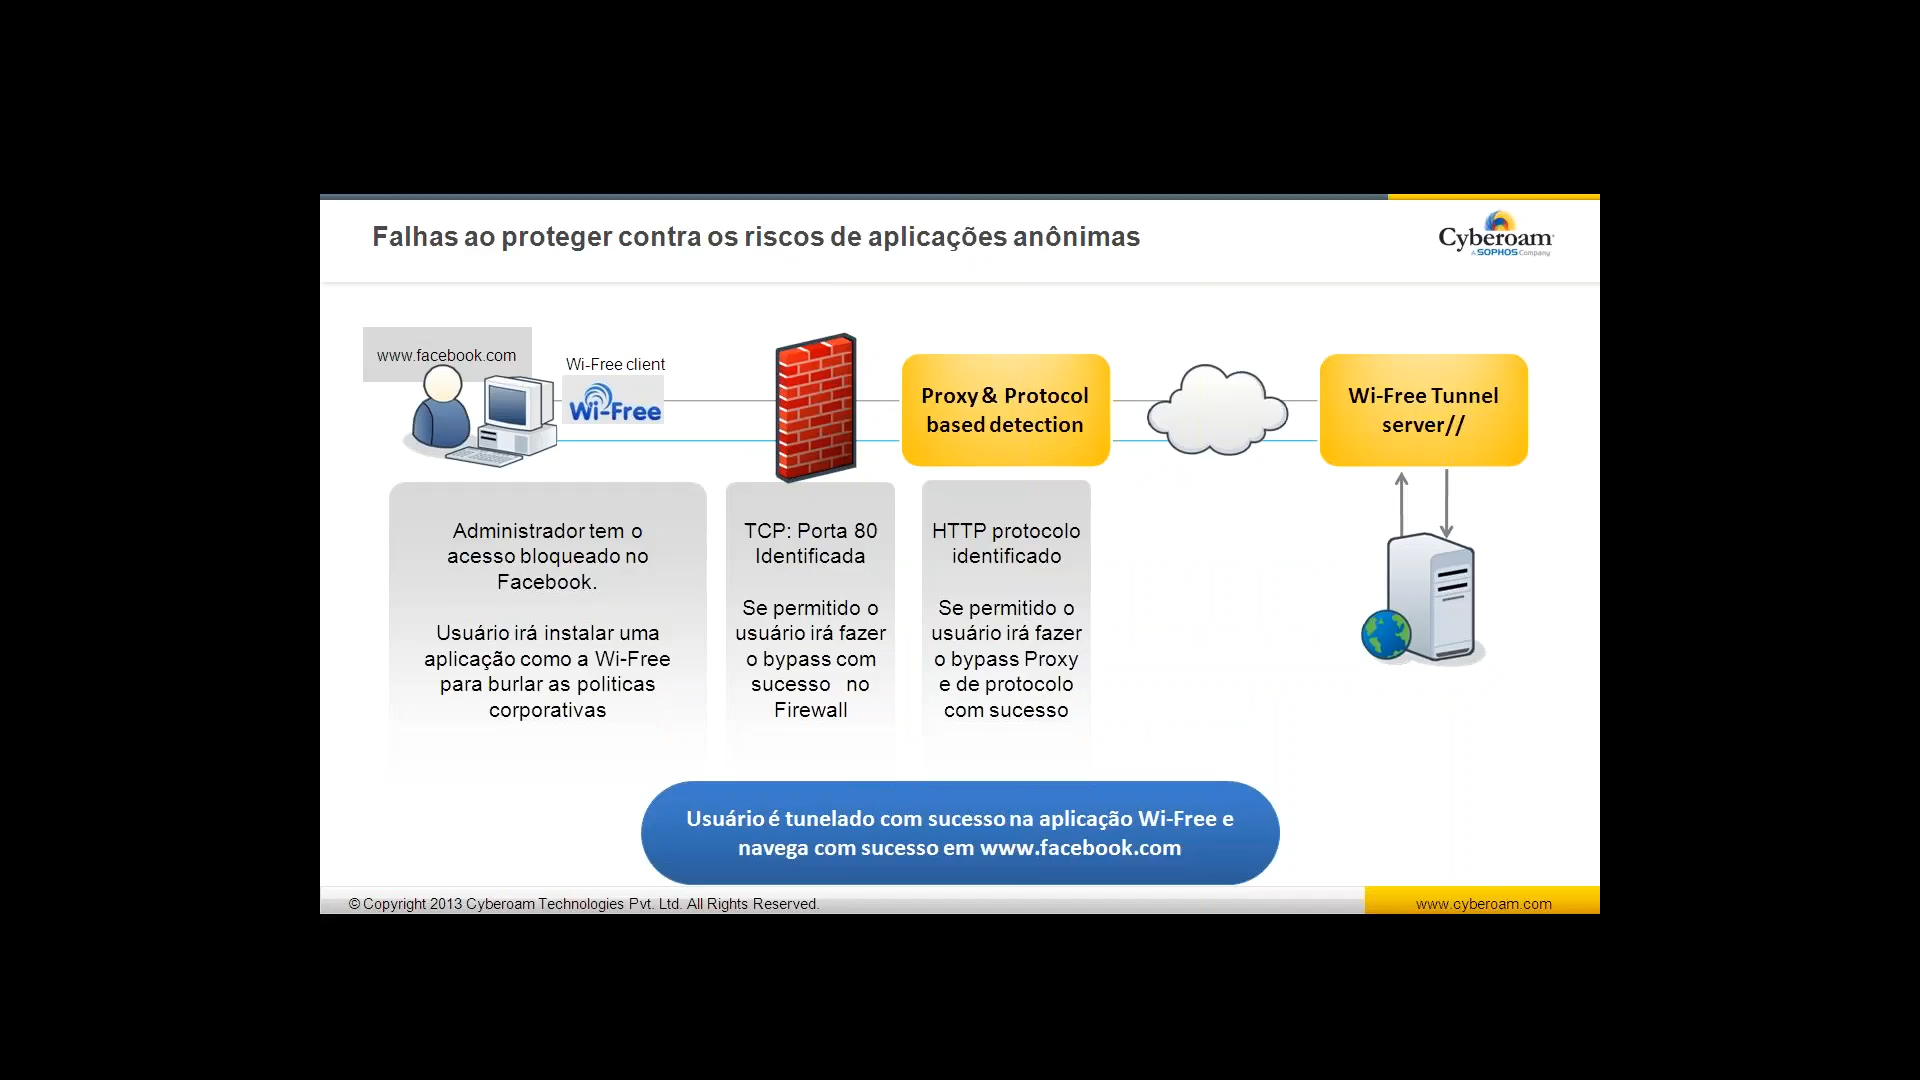 Falhas ao proteger contra os riscos de aplicações anônimas
Cyberoam
A SOPHOS Company
www.facebook.com
Wi-Free client
Wi-Free
Proxy & Protocol
based detection
Wi-Free Tunnel
server//
Administrador tem o
acesso bloqueado no
Facebook.
Usuário irá instalar uma
aplicação como a Wi-Free
para burlar as politicas
corporativas
TCP: Porta 80
Identificada
Se permitido o
usuário irá fazer
o bypass com
sucesso no
Firewall
HTTP protocolo
identificado
Se permitido o
usuário irá fazer
o bypass Proxy
e de protocolo
com sucesso
Usuário é tunelado com sucesso na aplicação Wi-Free e
navega com sucesso em www.facebook.com
© Copyright 2013 Cyberoam Technologies Pvt. Ltd. All Rights Reserved.
www.cyberoam.com